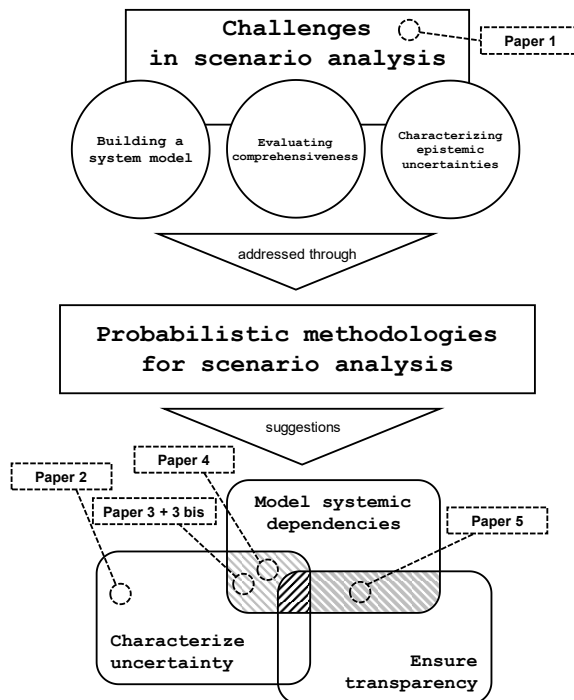 Challenges
in scenario analysis
Paper 1
Building a
system model
Evaluating
comprehensiveness
Characterizing
epistemic
uncertainties
addressed through
Probabilistic methodologies
for scenario analysis
suggestions
Paper 4
Paper 2
Paper 3 + 3 bis
Model systemic
dependencies
Paper 5
Characterize
uncertainty
Ensure
transparency